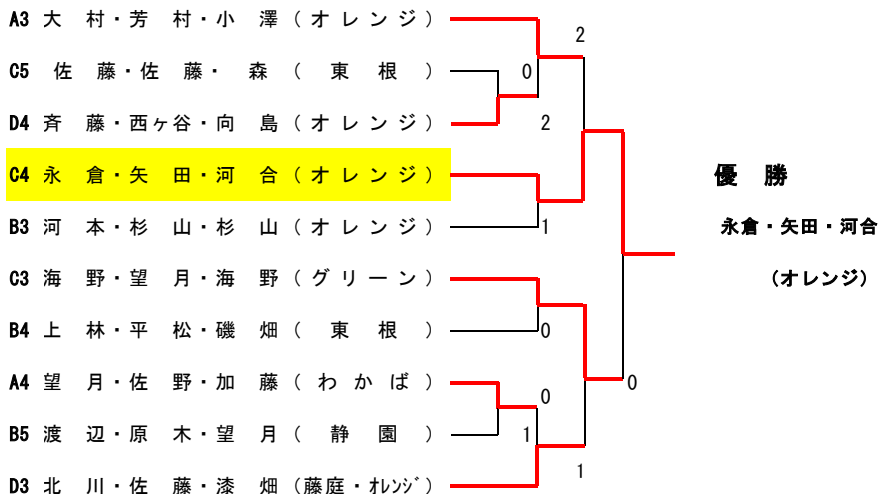 A3 大 村・芳 村・小 澤 (オレンジ)
2
C5 佐 藤・佐 藤・ 森 ( 東 根 )
0
D4 斉 藤・西ヶ谷・向 島 (オレンジ)
2
C4 永 倉・矢 田・河 合 (オレンジ)
優 勝
B3 河 本・杉 山・杉 山 (オレンジ)
1
永倉・矢田・河合
C3 海 野・望 月・海 野 (グリーン)
(オレンジ)
B4 上 林・平 松・磯 畑 ( 東 根 )
0
A4 望 月・佐 野・加 藤 (わかば)
0
0
B5 渡 辺・原 木・望 月 ( 静 園 )
1
1
D3 北 川・佐 藤・漆 畑 (藤庭・オレンジ)